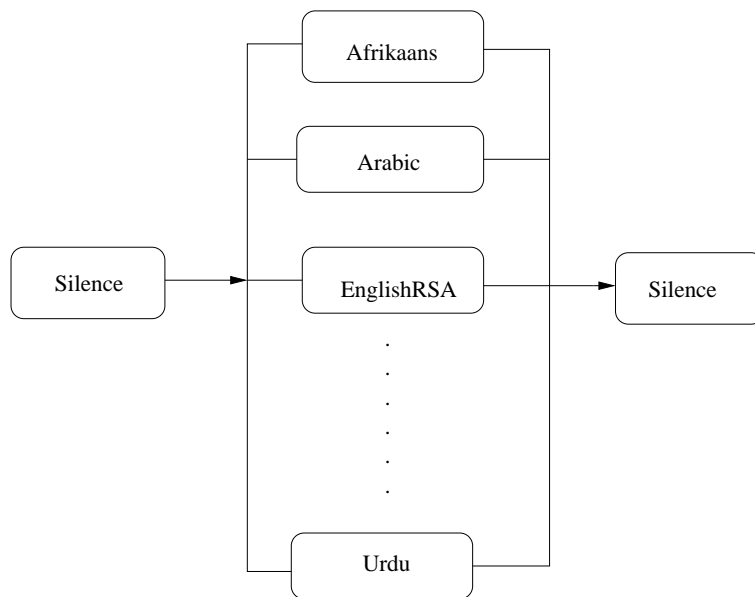 Afrikaans
Arabic
Silence
EnglishRSA
Silence
Urdu